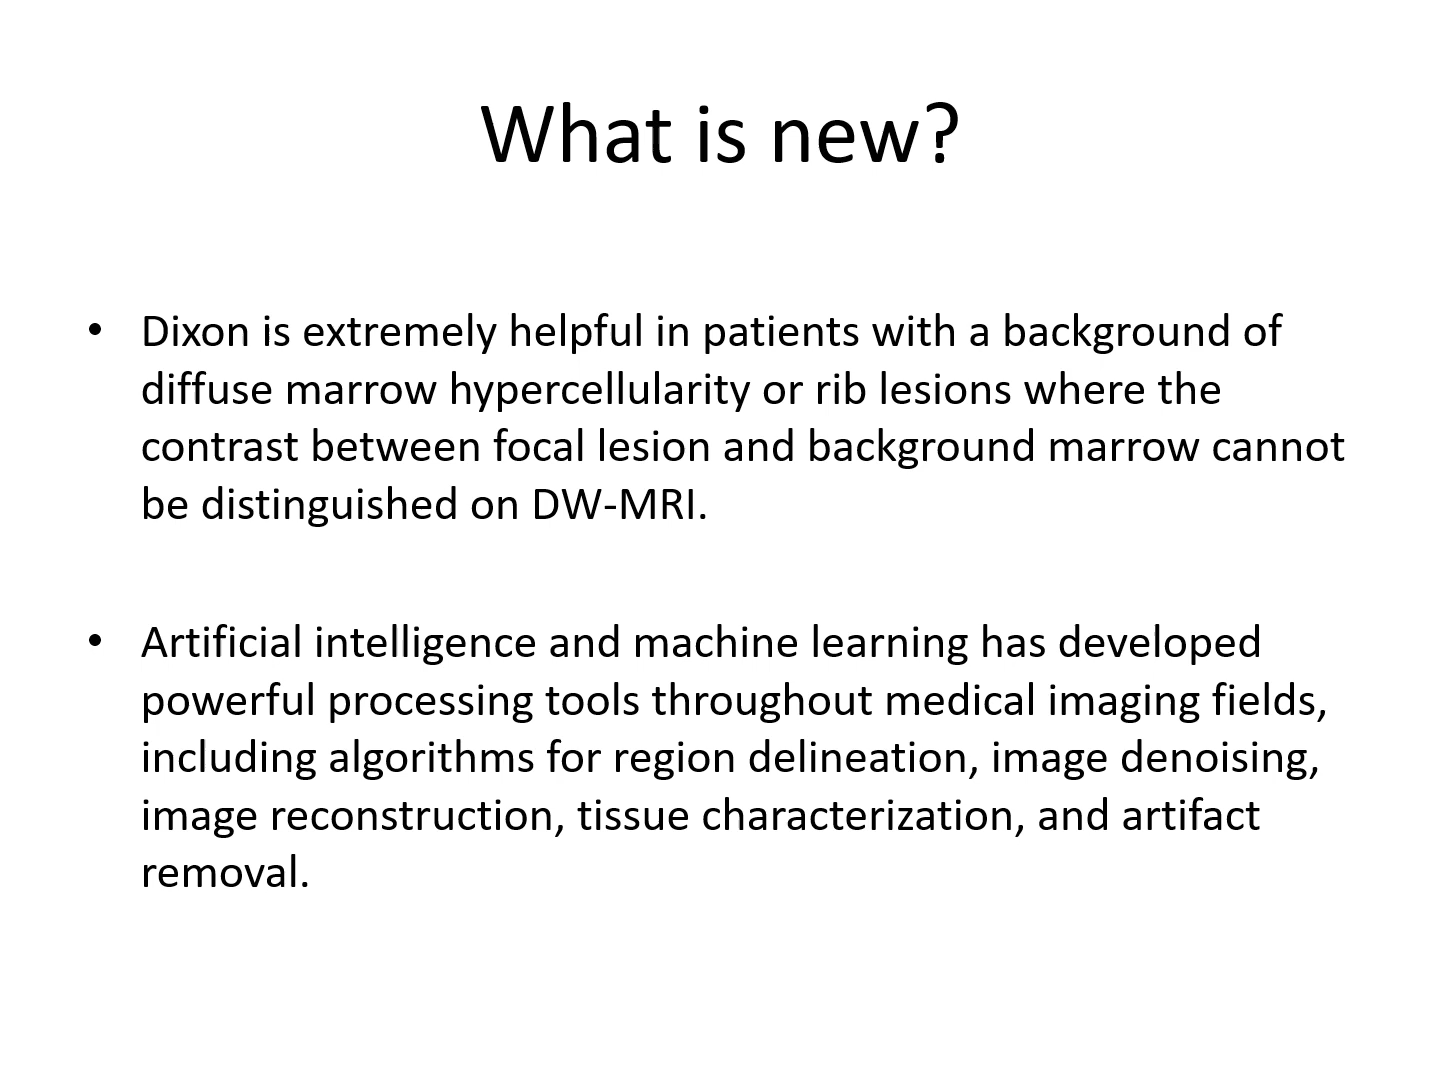 What is new?
• Dixon is extremely helpful in patients with a background of
diffuse marrow hypercellularity or rib lesions where the
contrast between focal lesion and background marrow cannot
be distinguished on DW-MRI.
• Artificial intelligence and machine learning has developed
powerful processing tools throughout medical imaging fields,
including algorithms for region delineation, image denoising,
image reconstruction, tissue characterization, and artifact
removal.